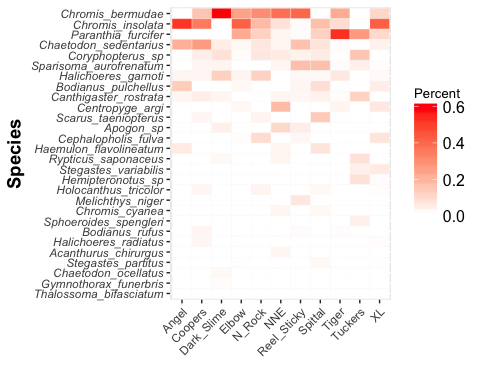 Species
Chromis_bermudae
Chromis_insolata
Paranthia_furcifer
Chaetodon_sedentarius
Coryphopterus_sp
Sparisoma_aurofrenatum
Halichoeres_garnoti
Bodianus_pulchellus
Canthigaster_rostrata
Centropyge_argi
Scarus_taeniopterus
Apogon_sp
Cephalopholis_fulva
Haemulon_flavolineatum
Rypticus_saponaceus
Stegastes_variabilis
Hemipteronotus_sp
Holocanthus_tricolor
Melichthys_niger
Chromis_cyanea
Sphoeroides_spengleri
Bodianus_rufus
Halichoeres_radiatus
Acanthurus_chirurgus
Stegastes_partitus
Chaetodon_ocellatus
Gymnothorax_funerbris
Thalossoma_bifasciatum
Angel
Coopers
Dark_Slime
Elbow
N_Rock
NNE
Reel_Sticky
Spittal
Tiger
Tuckers
XL
Percent
0.6
0.4
0.2
0.0